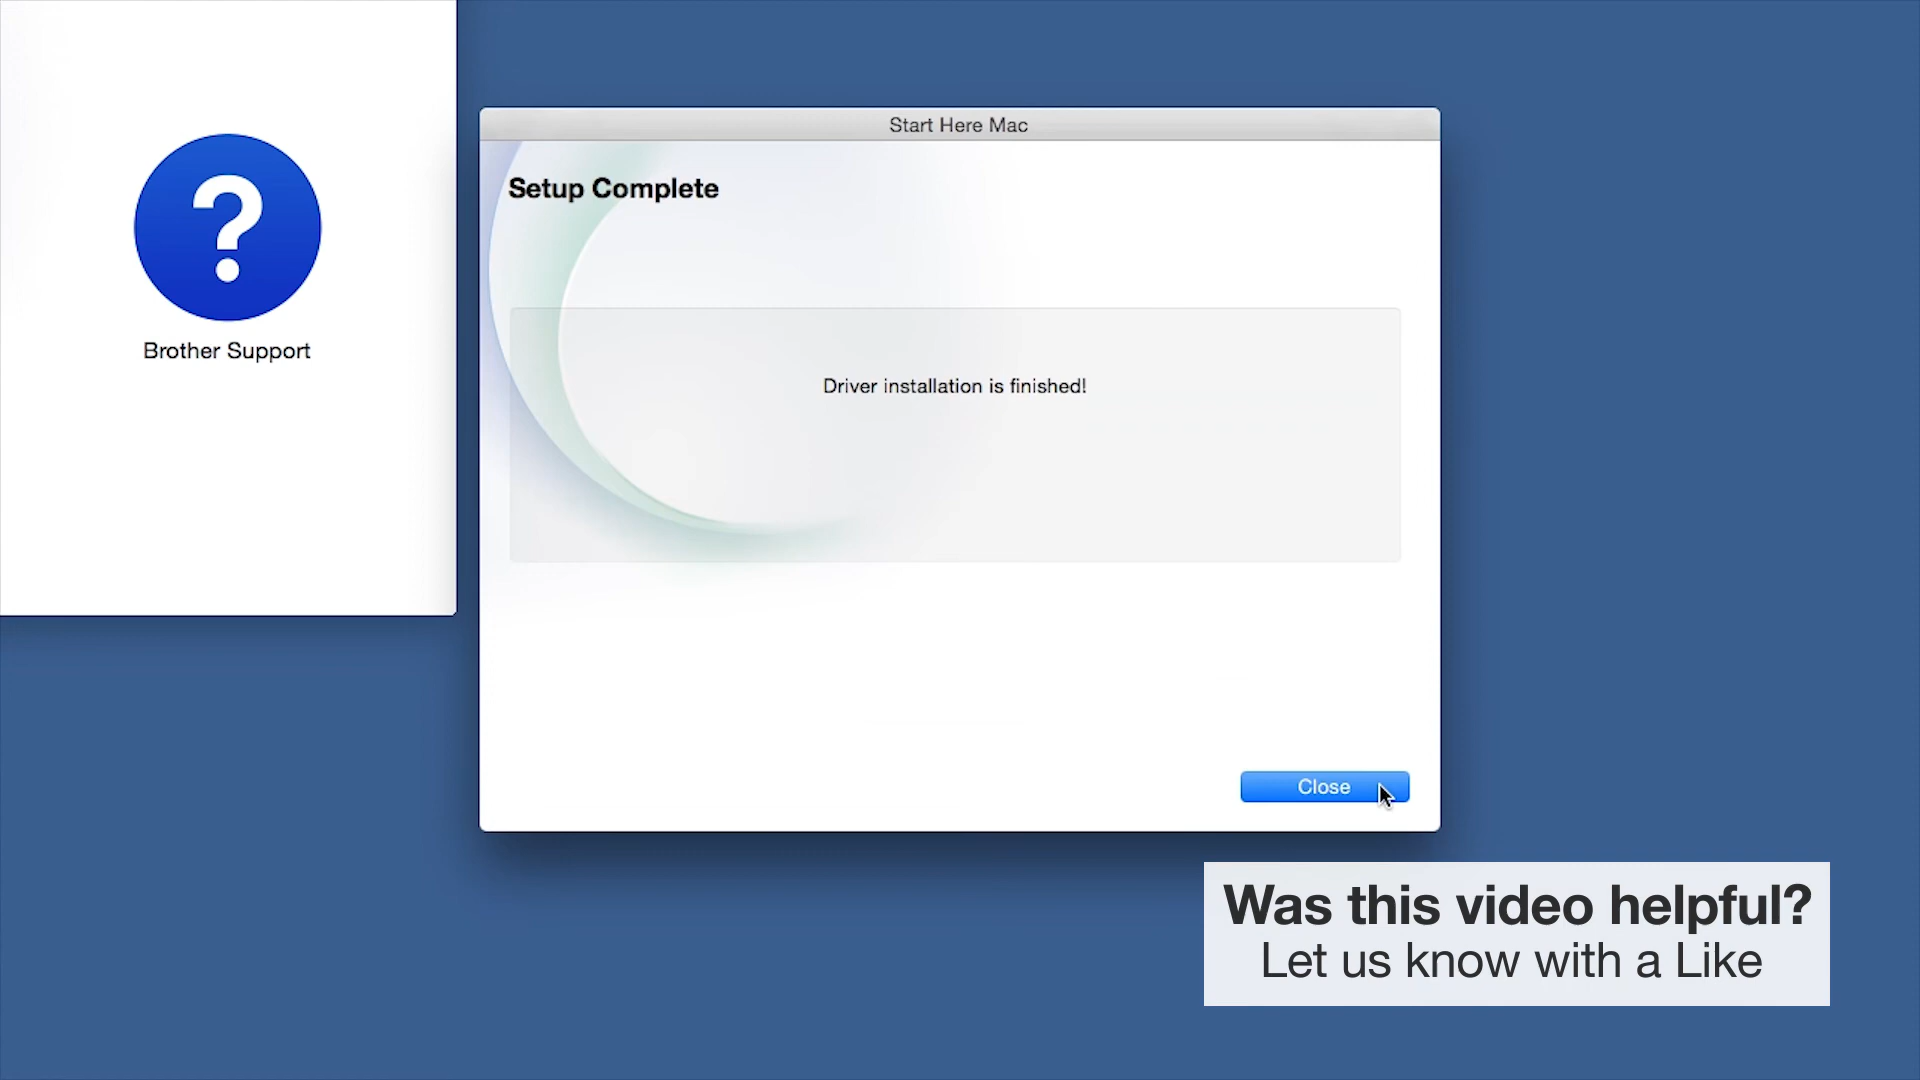 Start Here Mac
Setup Complete
?
Brother Support
Driver installation is finished!
Close
Was this video helpful?
Let us know with a Like